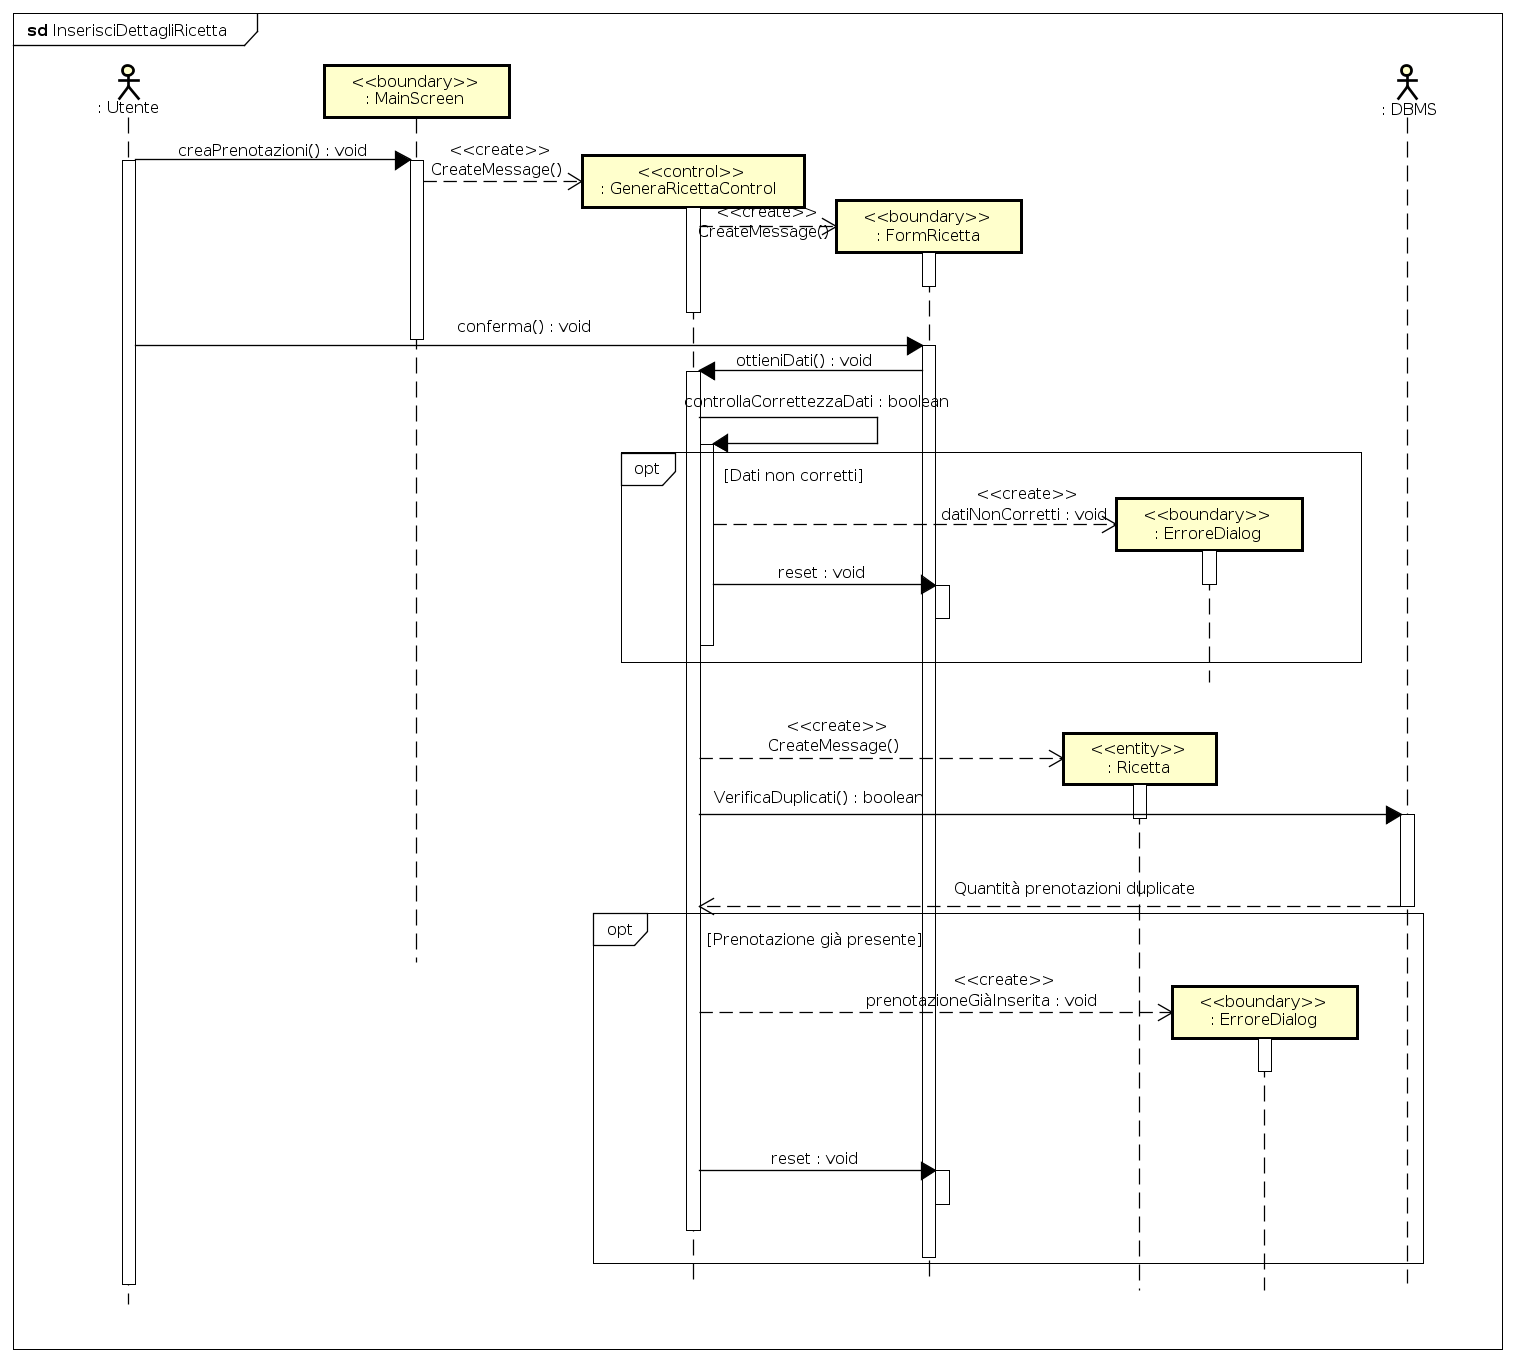 sd InserisciDettagliRicetta
: Utente
<<boundary>>
: MainScreen
: DBMS
creaPrenotazioni() : void
<<create>>
CreateMessage()
<<control>>
: GeneraRicettaControl
<<create>>
CreateMessage()
<<boundary>>
: FormRicetta
conferma() : void
ottieniDati() : void
controllaCorrettezzaDati : boolean
opt
[Dati non corretti]
<<create>>
datiNonCorretti : void
<<boundary>>
: ErroreDialog
reset : void
<<create>>
CreateMessage()
<<entity>>
: Ricetta
VerificaDuplicati() : boolean
Quantità prenotazioni duplicate
opt
[Prenotazione già presente]
<<create>>
prenotazioneGiàInserita : void
<<boundary>>
: ErroreDialog
reset : void